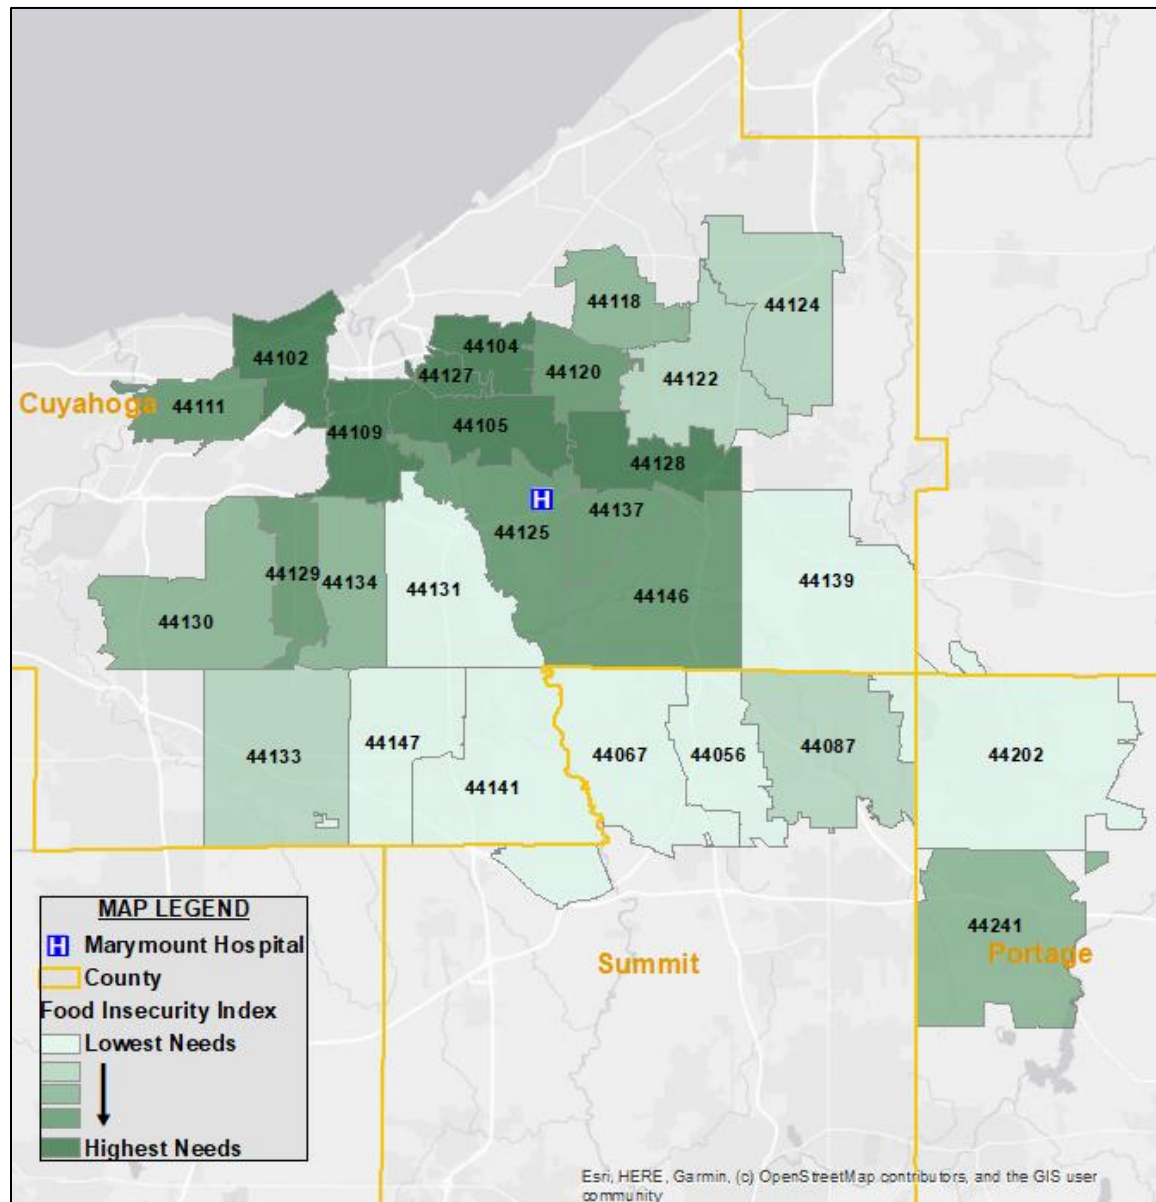 44118
44124
44104
44102
44127
44120
44122
Cuyahoga
44111
44105
44109
44128
H
44137
44125
44129
44134
44131
44146
44139
44130
44147
44067
44056
44087
44133
44202
44141
MAP LEGEND
H Marymount Hospital
County
Food Insecurity Index
Lowest Needs
Highest Needs
44241
Summit
Portage
Esri, HERE, Garmin, (c) OpenStreetMap contributors, and the GIS user
community